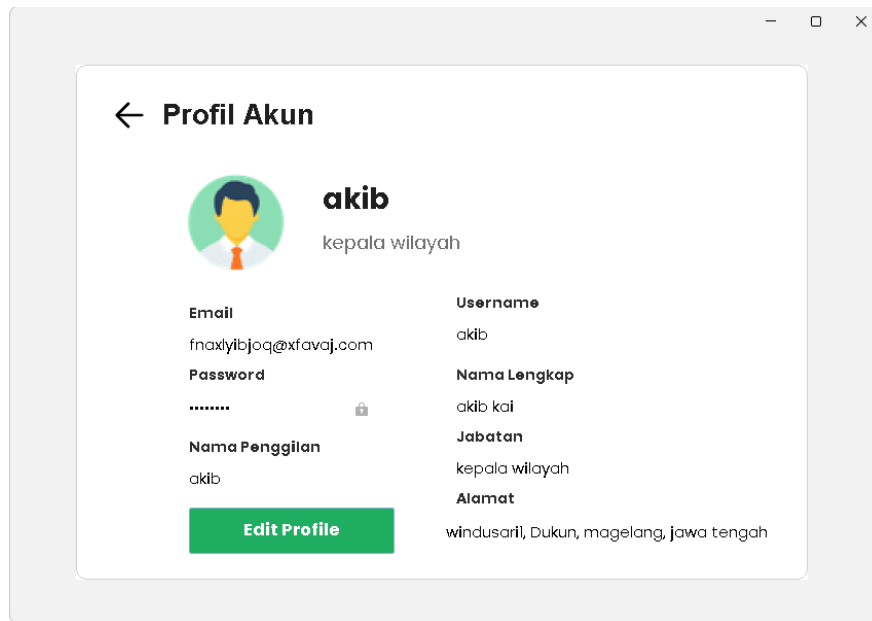 Profil Akun
akib
kepala wilayah
Email
fnaxlyibjoq@xfavaj.com
Password
••••••••
Nama Penggilan
akib
Edit Profile
Username
akib
Nama Lengkap
akib kai
Jabatan
kepala wilayah
Alamat
windusari1, Dukun, magelang, jawa tengah